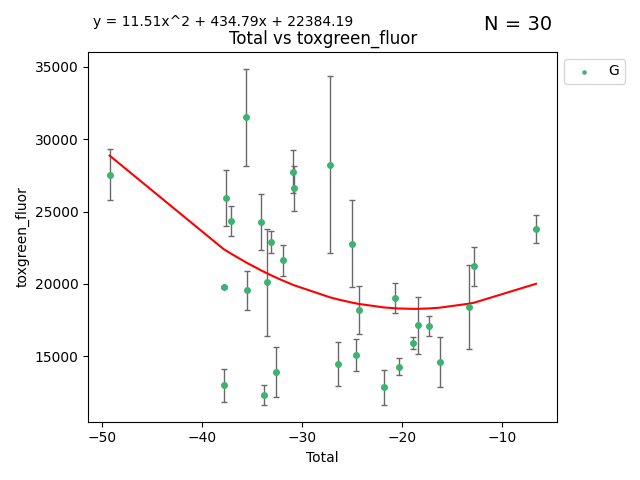 y = 11.51x^2 + 434.79x + 22384.19
N = 30
Total vs toxgreen_fluor
G
35000
30000
25000
20000
15000
toxgreen_fluor
−50
−40
−30
−20
−10
Total